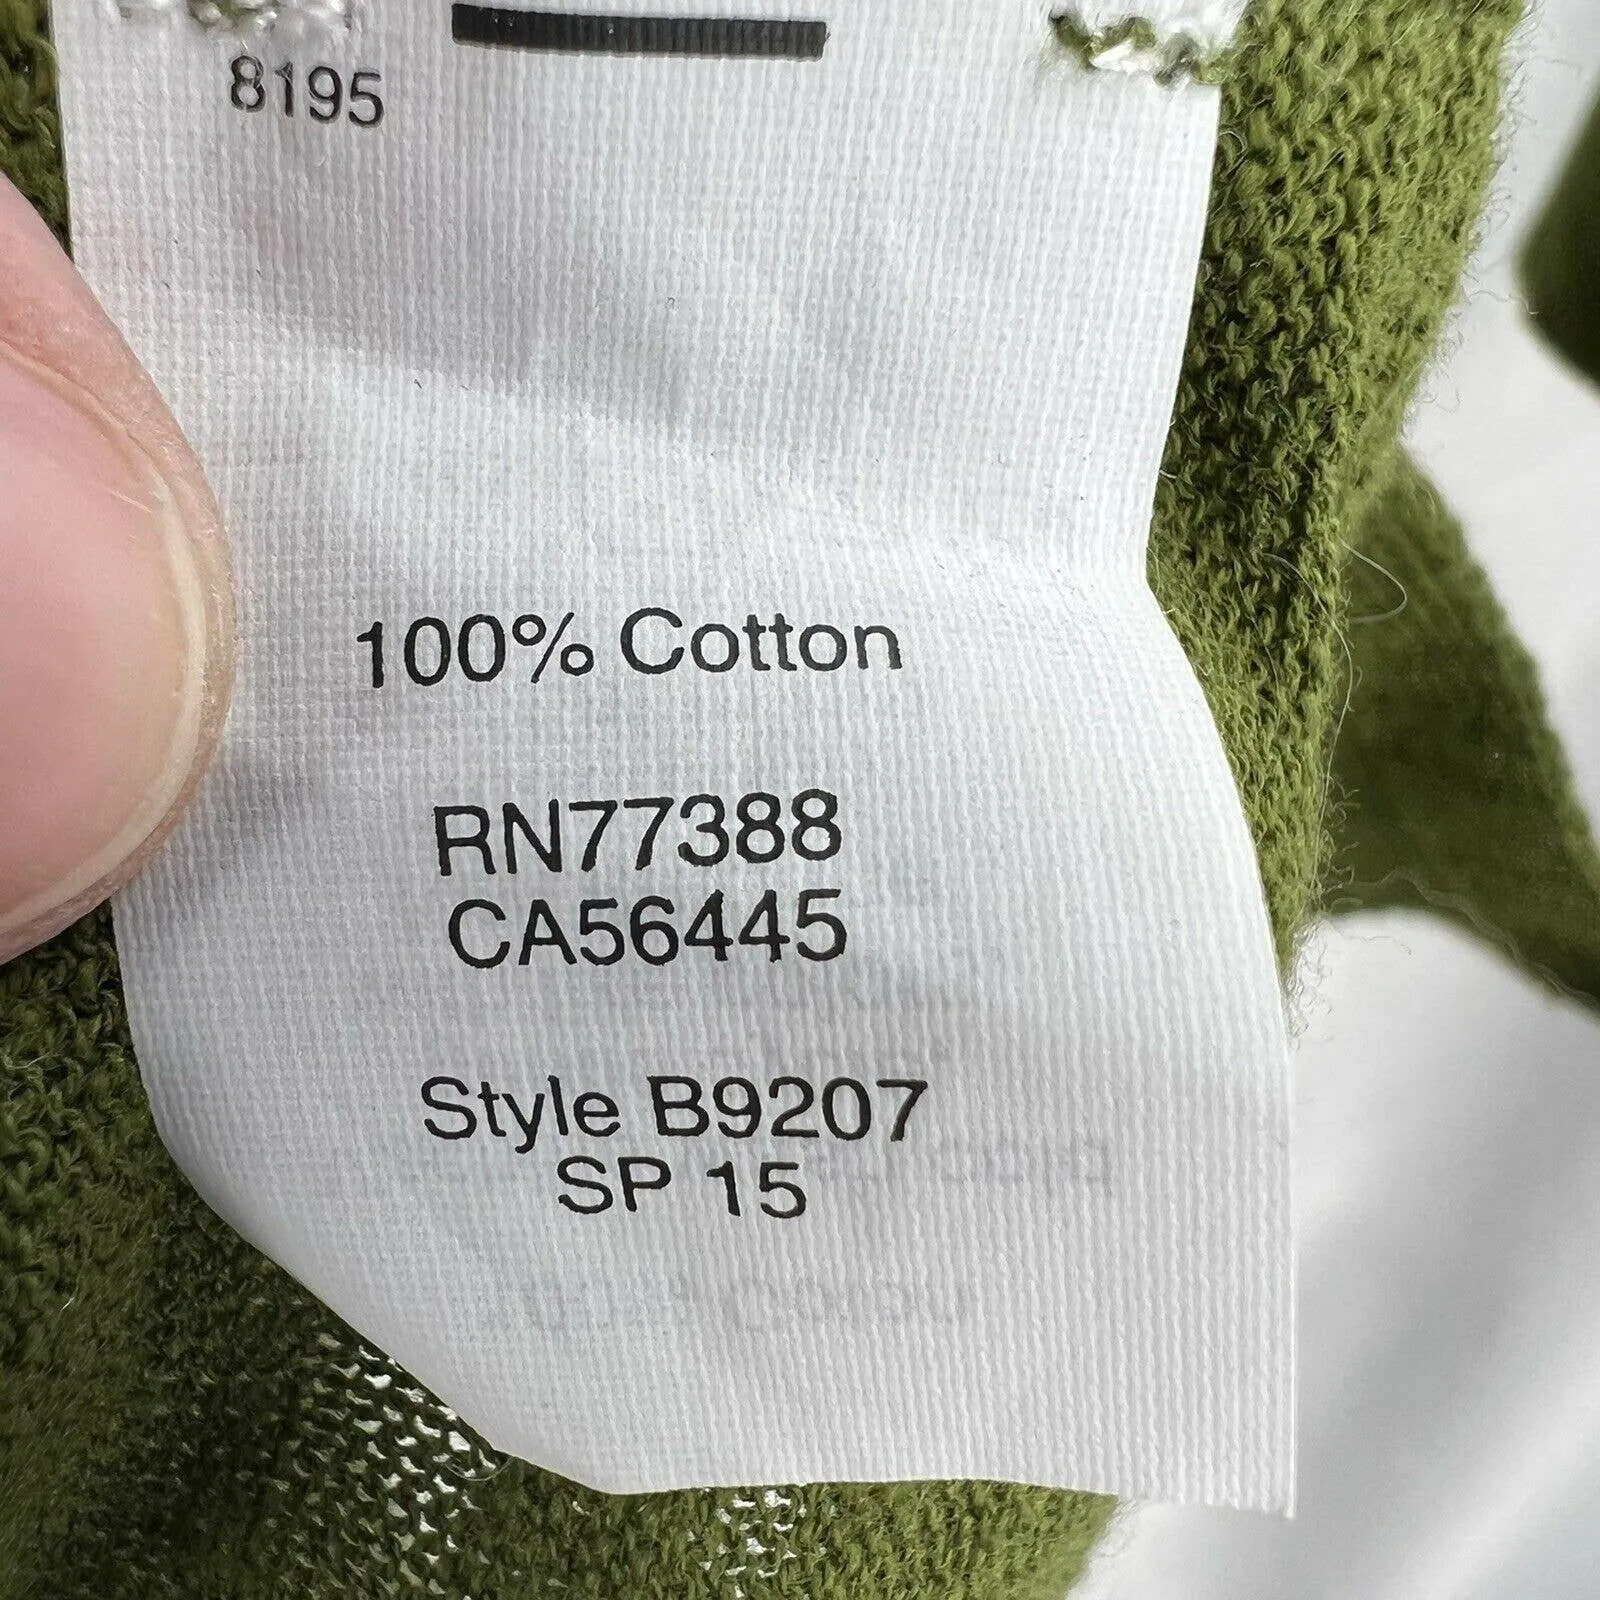 8195
100% Cotton
RN77388
CA56445
Style B9207
SP 15